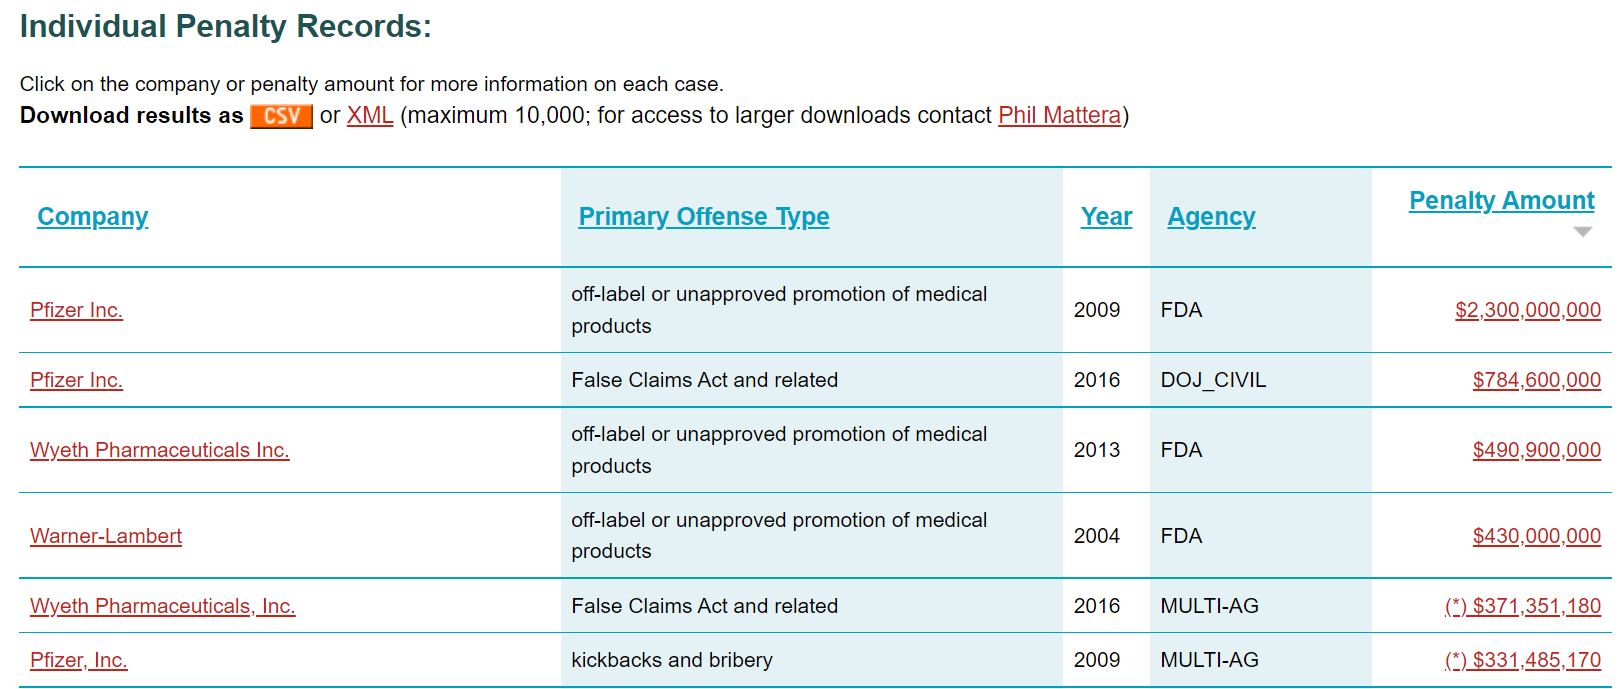 Individual Penalty Records:
Click on the company or penalty amount for more information on each case.
Download results as CSV or XML (maximum 10,000; for access to larger downloads contact Phil Mattera)
Company Primary Offense Type Year Agency Penalty Amount
Pfizer Inc. off-label or unapproved promotion of medical products 2009 FDA $2,300,000,000
Pfizer Inc. False Claims Act and related 2016 DOJ_CIVIL $784,600,000
Wyeth Pharmaceuticals Inc. off-label or unapproved promotion of medical products 2013 FDA $490,900,000
Warner-Lambert off-label or unapproved promotion of medical products 2004 FDA $430,000,000
Wyeth Pharmaceuticals, Inc. False Claims Act and related 2016 MULTI-AG (*) $371,351,180
Pfizer, Inc. kickbacks and bribery 2009 MULTI-AG (*) $331,485,170